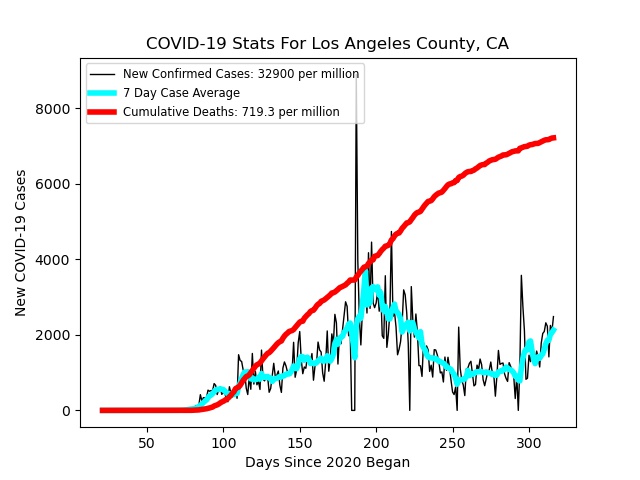 COVID-19 Stats For Los Angeles County, CA
New Confirmed Cases: 32900 per million
7 Day Case Average
Cumulative Deaths: 719.3 per million
New COVID-19 Cases
8000
6000
4000
2000
0
50 100 150 200 250 300
Days Since 2020 Began